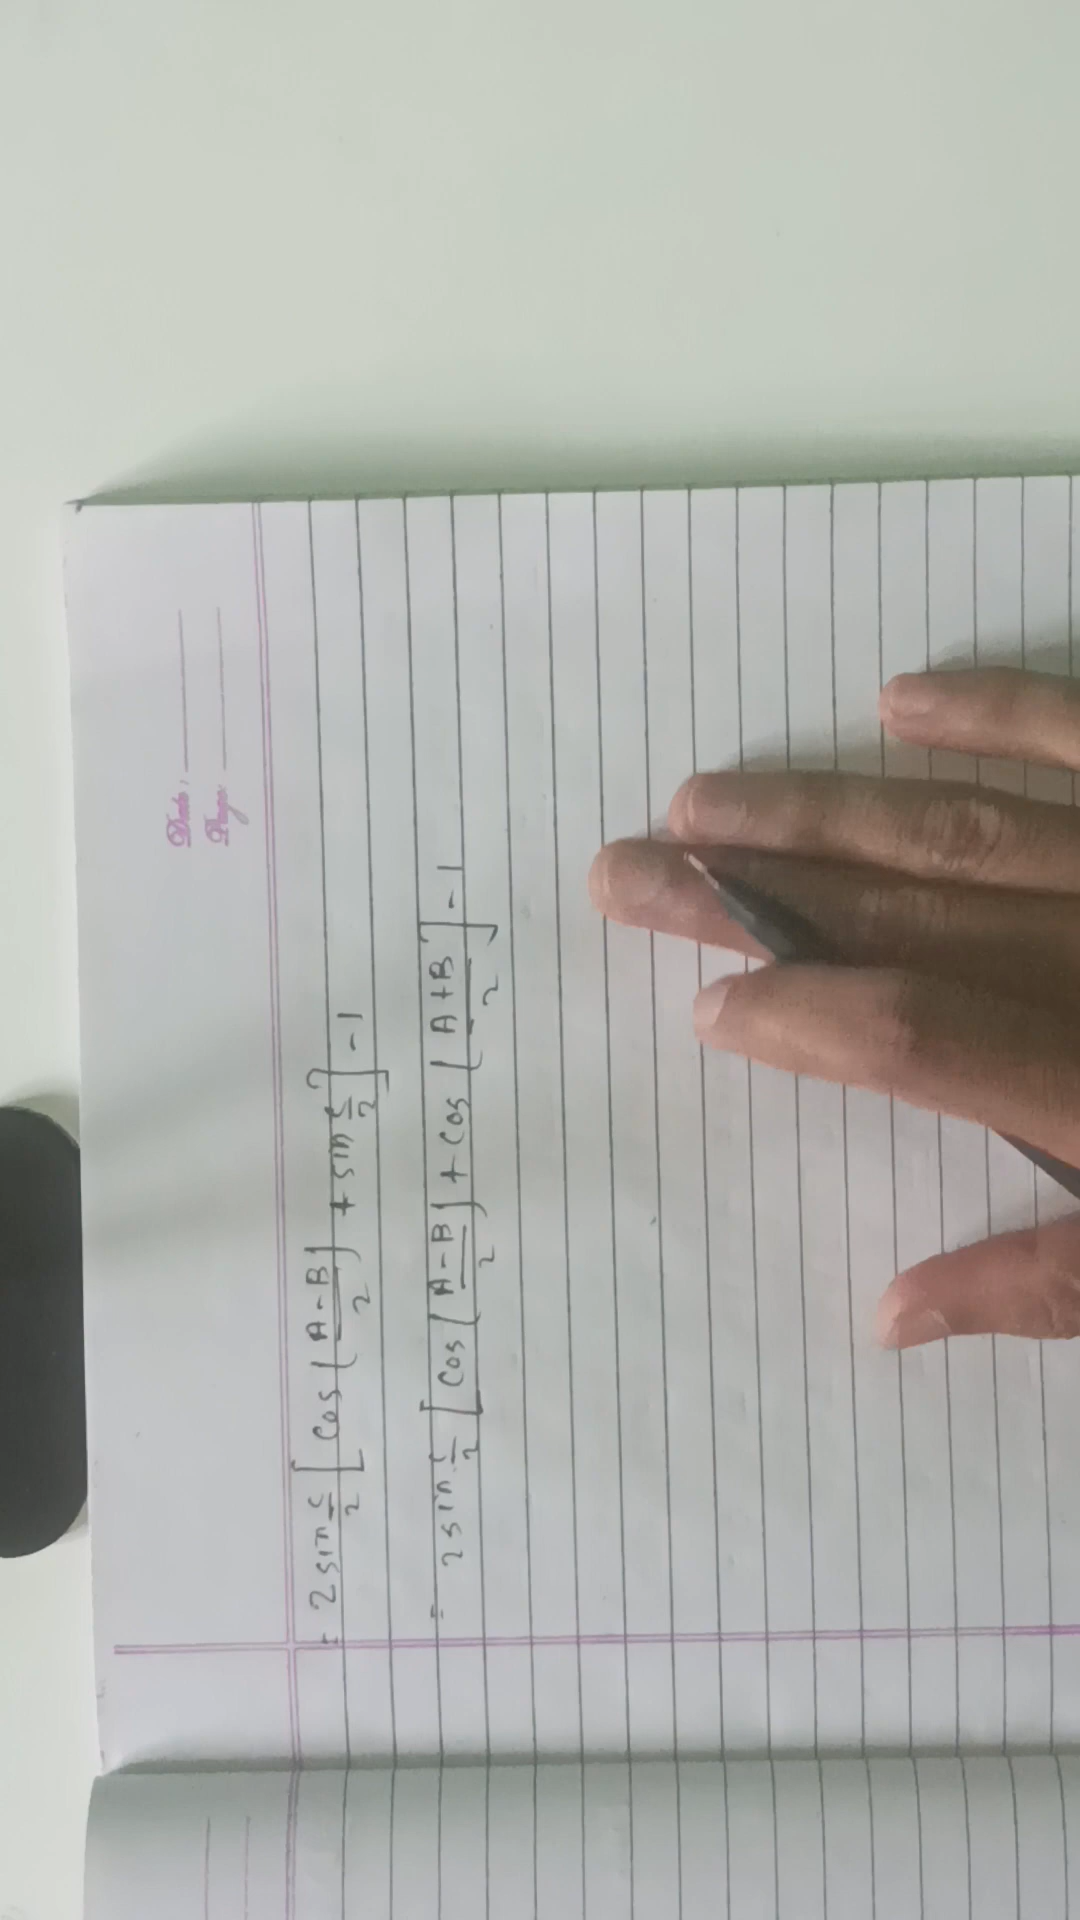 Date:
Page:
= 2 sin C/2 [cos (A-B/2) + sin C/2] - 1
= 2 sin C/2 [cos (A-B/2) + cos (A+B/2] - 1